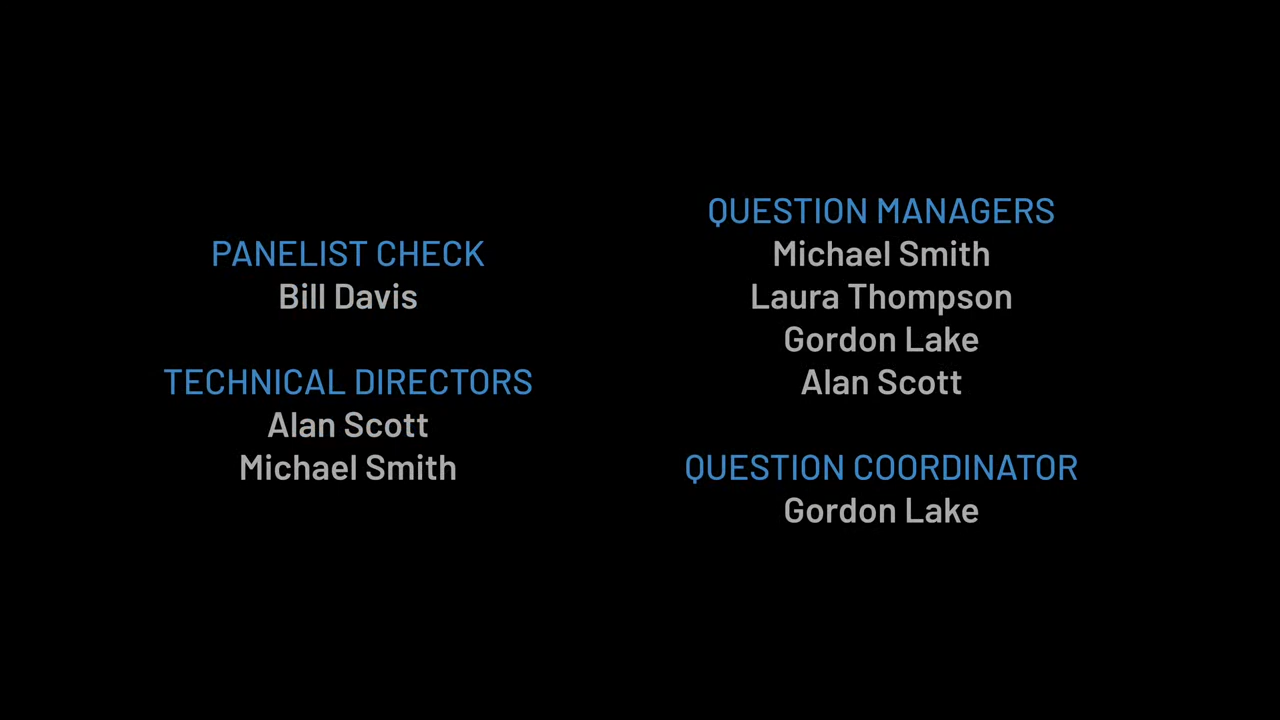 PANELIST CHECK
Bill Davis
TECHNICAL DIRECTORS
Alan Scott
Michael Smith
QUESTION MANAGERS
Michael Smith
Laura Thompson
Gordon Lake
Alan Scott
QUESTION COORDINATOR
Gordon Lake